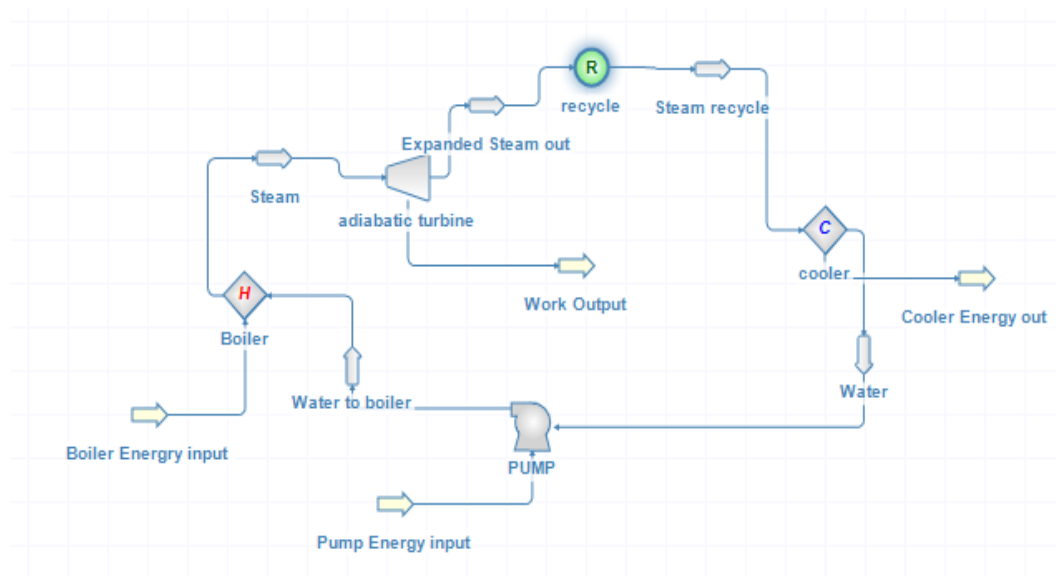 R
recycle
Steam recycle
Expanded Steam out
Steam
adiabatic turbine
C
cooler
Work Output
H
Cooler Energy out
Boiler
Water
Water to boiler
Boiler Energry input
PUMP
Pump Energy input